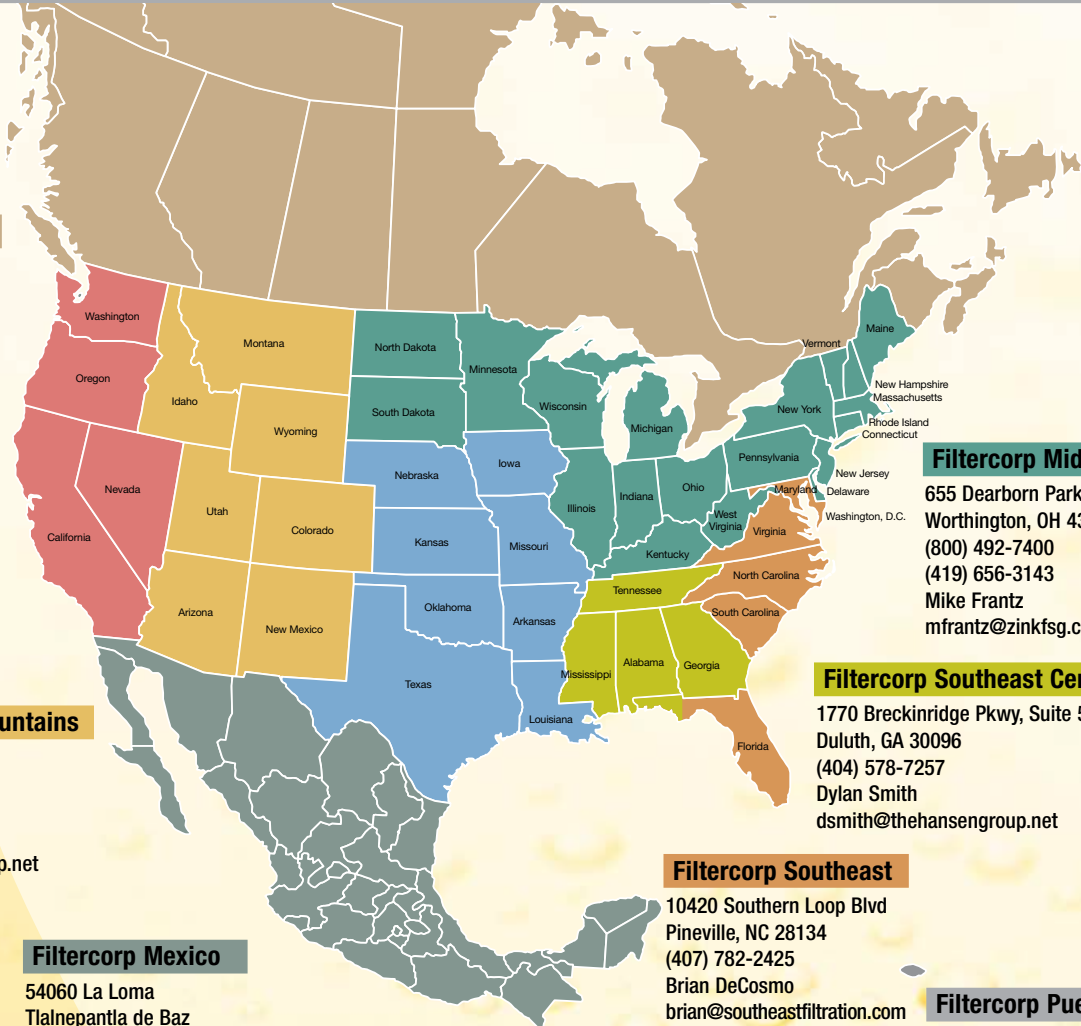 Washington
Montana
North Dakota
Minnesota
Vermont
Maine
Oregon
Idaho
Wyoming
South Dakota
Wisconsin
Michigan
New York
New Hampshire
Massachusetts
Rhode Island
Connecticut
Nevada
Utah
Colorado
Nebraska
Iowa
Illinois
Indiana
Ohio
Pennsylvania
New Jersey
Maryland
Delaware
Washington, D.C.
California
Kansas
Missouri
West
Virginia
Virginia
Kentucky
Arizona
New Mexico
Oklahoma
Arkansas
Tennessee
North Carolina
South Carolina
Texas
Louisiana
Mississippi
Alabama
Georgia
Florida
Filtercorp Mid
655 Dearborn Park
Worthington, OH 43
(800) 492-7400
(419) 656-3143
Mike Frantz
mfrantz@zinkfsg.c
Filtercorp Southeast Cen
1770 Breckinridge Pkwy, Suite 5
Duluth, GA 30096
(404) 578-7257
Dylan Smith
dsmith@thehansengroup.net
untains
p.net
Filtercorp Southeast
10420 Southern Loop Blvd
Pineville, NC 28134
(407) 782-2425
Brian DeCosmo
brian@southeastfiltration.com
Filtercorp Mexico
54060 La Loma
Tlalnepantla de Baz
Filtercorp Pue